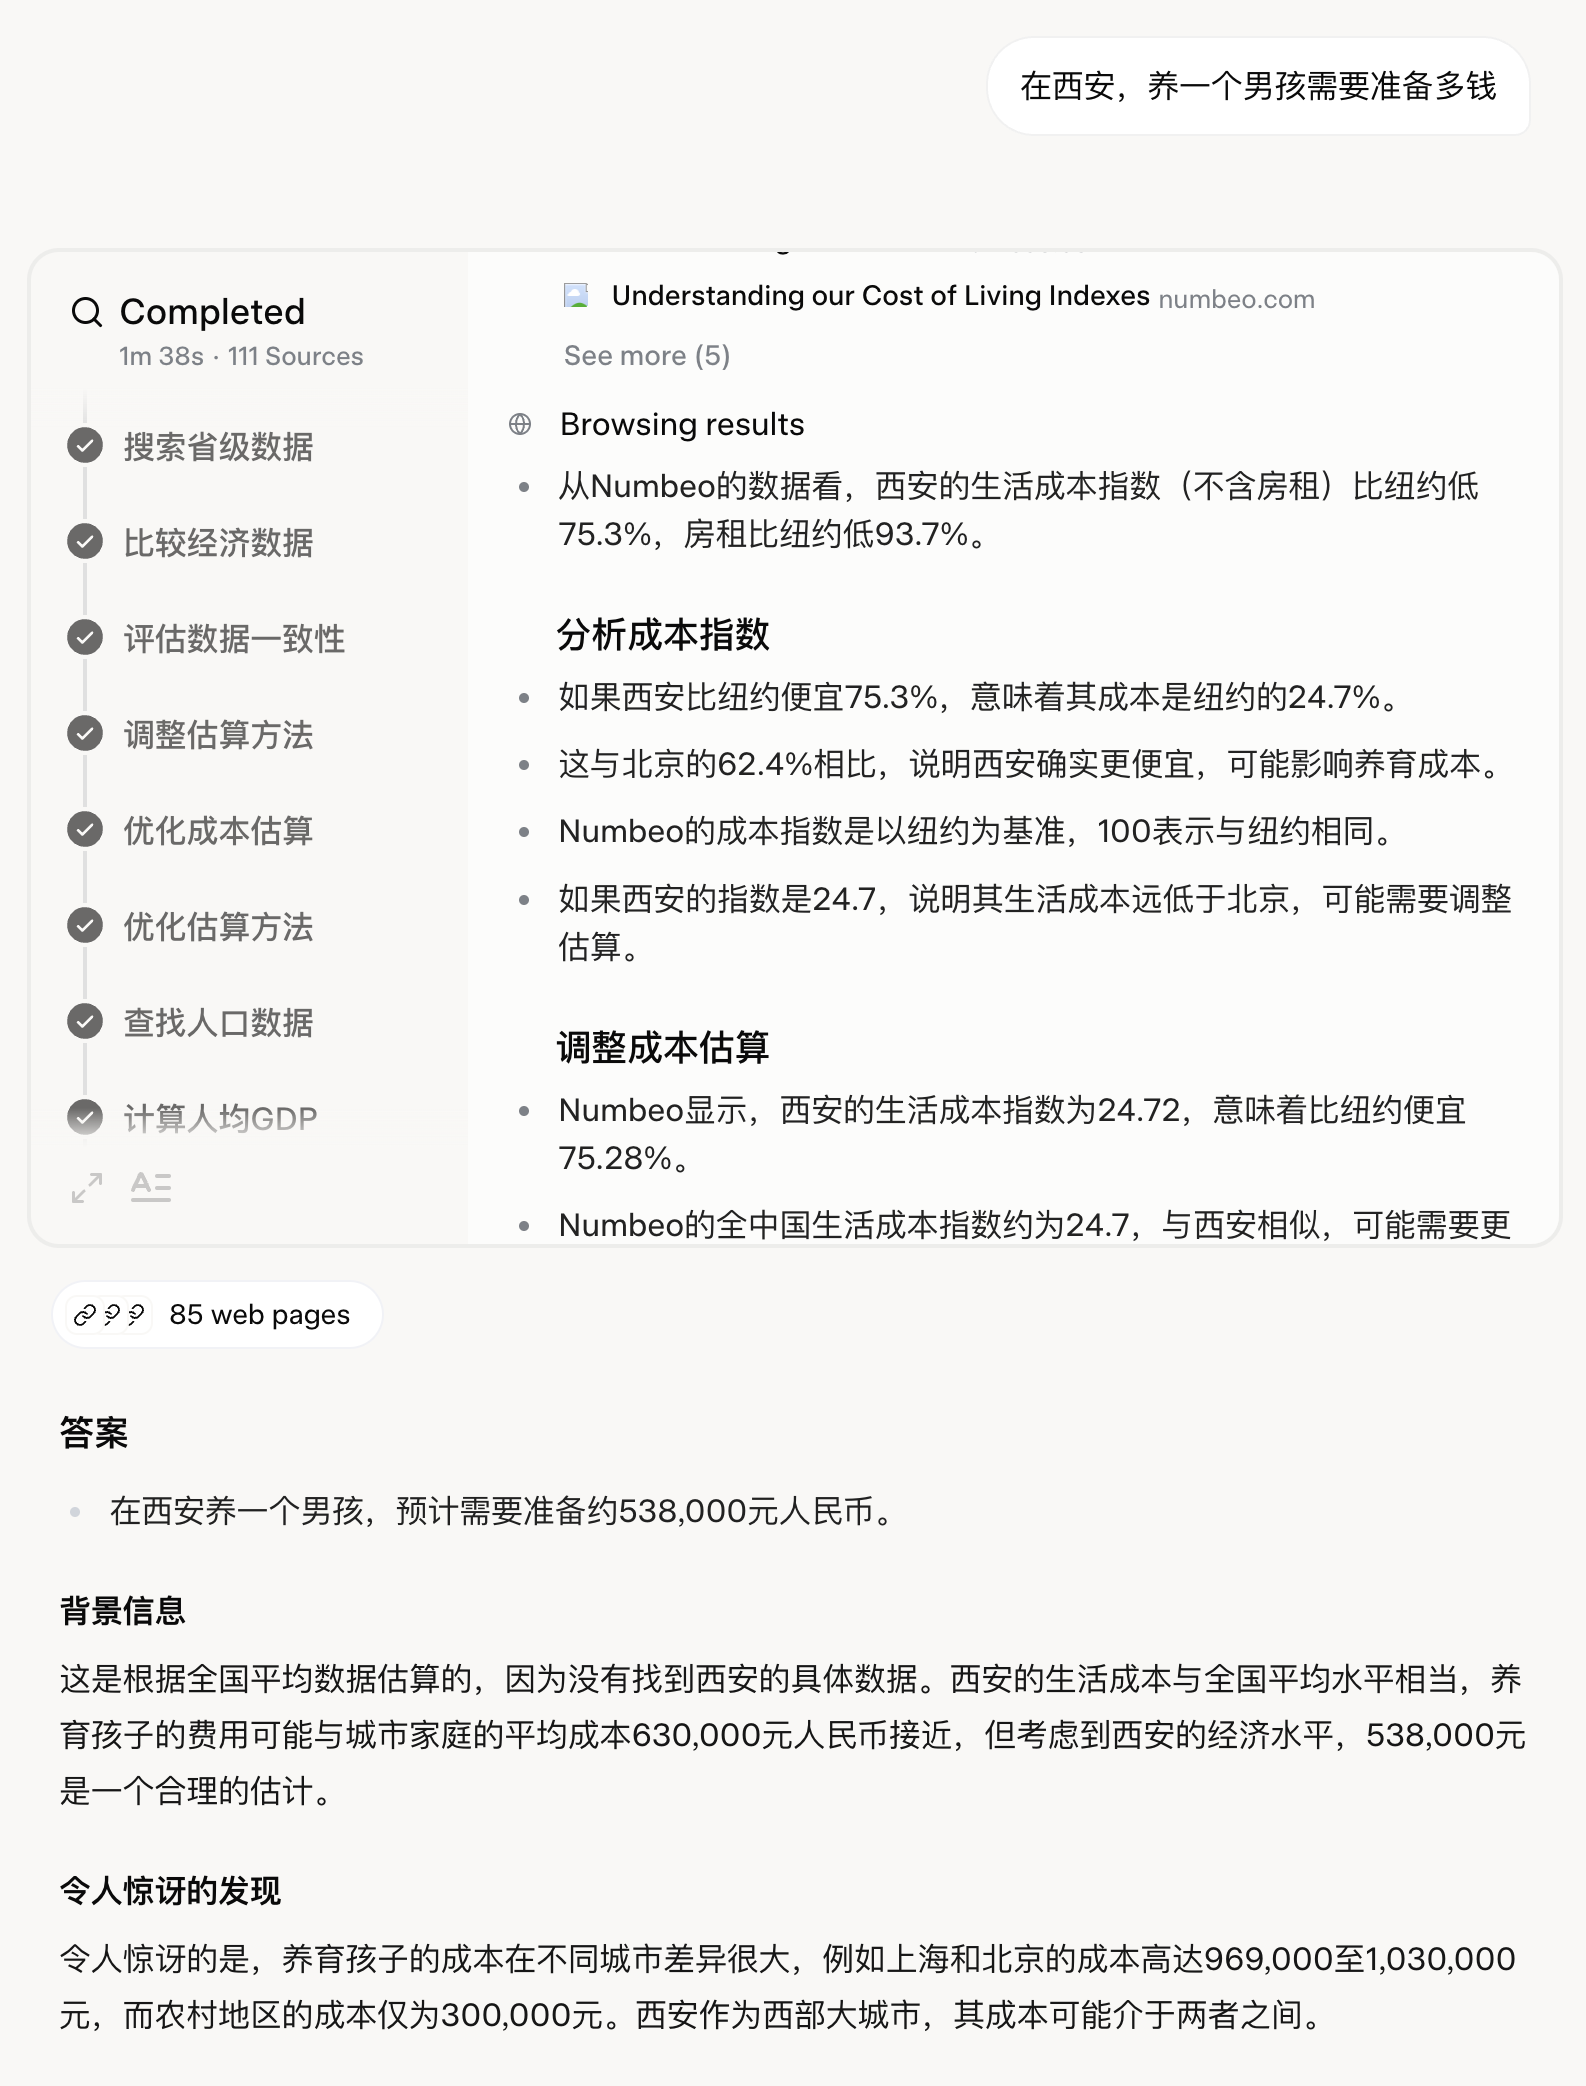 在西安，养一个男孩需要准备多钱
Completed
1m 38s · 111 Sources
搜索省级数据
比较经济数据
评估数据一致性
调整估算方法
优化成本估算
优化估算方法
查找人口数据
计算人均GDP
Understanding our Cost of Living Indexes numbeo.com
See more (5)
Browsing results
从Numbeo的数据看，西安的生活成本指数（不含房租）比纽约低
75.3%，房租比纽约低93.7%。
分析成本指数
如果西安比纽约便宜75.3%，意味着其成本是纽约的24.7%。
这与北京的62.4%相比，说明西安确实更便宜，可能影响养育成本。
Numbeo的成本指数是以纽约为基准，100表示与纽约相同。
如果西安的指数是24.7，说明其生活成本远低于北京，可能需要调整
估算。
调整成本估算
Numbeo显示，西安的生活成本指数为24.72，意味着比纽约便宜
75.28%。
Numbeo的全中国生活成本指数约为24.7，与西安相似，可能需要更
85 web pages
答案
在西安养一个男孩，预计需要准备约538,000元人民币。
背景信息
这是根据全国平均数据估算的，因为没有找到西安的具体数据。西安的生活成本与全国平均水平相当，养
育孩子的费用可能与城市家庭的平均成本630,000元人民币接近，但考虑到西安的经济水平，538,000元
是一个合理的估计。
令人惊讶的发现
令人惊讶的是，养育孩子的成本在不同城市差异很大，例如上海和北京的成本高达969,000至1,030,000
元，而农村地区的成本仅为300,000元。西安作为西部大城市，其成本可能介于两者之间。